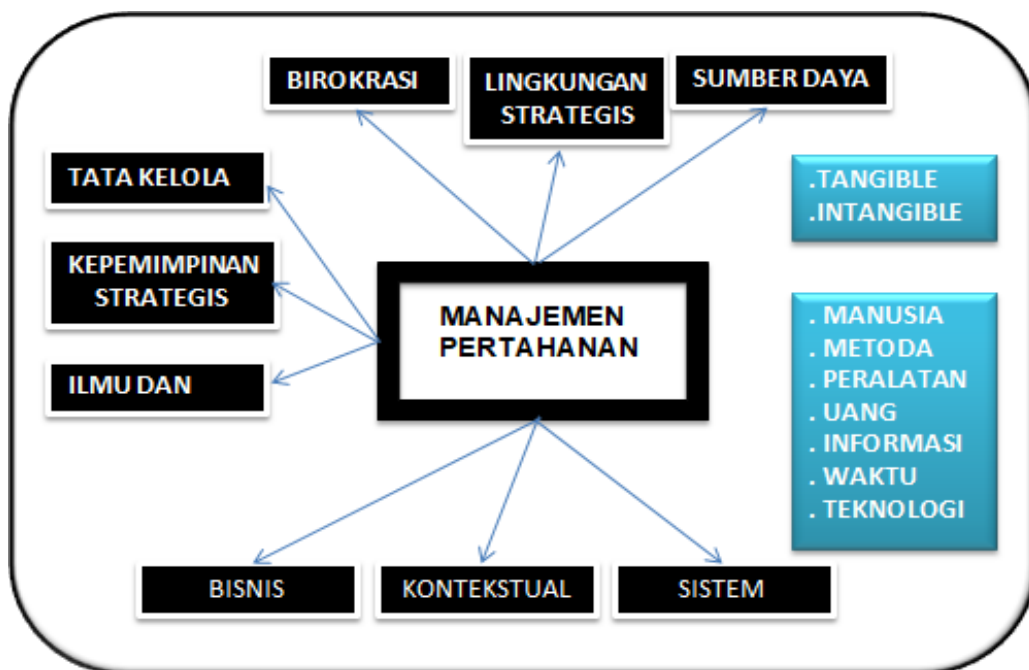 BIROKRASI
LINGKUNGAN
STRATEGIS
SUMBER DAYA
TATA KELOLA
KEPEMIMPINAN
STRATEGIS
ILMU DAN
MANAJEMEN
PERTAHANAN
.TANGIBLE
.INTANGIBLE
. MANUSIA
. METODA
. PERALATAN
. UANG
. INFORMASI
. WAKTU
. TEKNOLOGI
BISNIS
KONTEKSTUAL
SISTEM